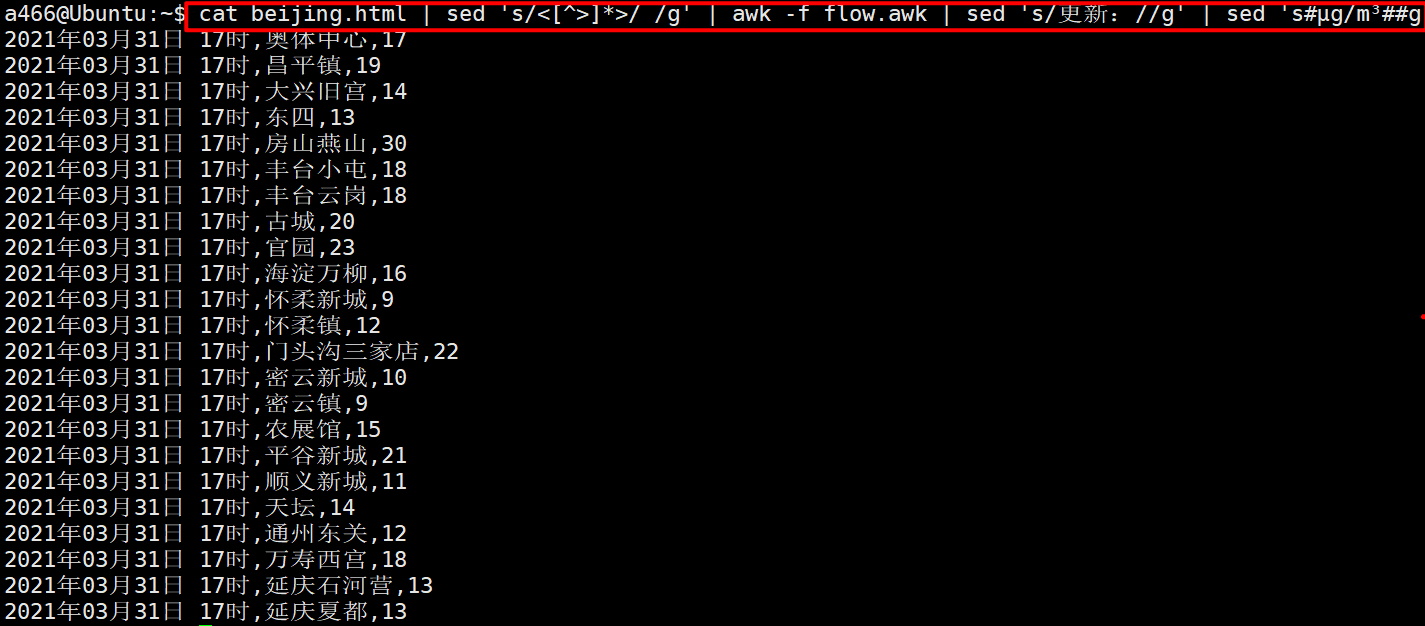 a466@Ubuntu:~$ cat beijing.html | sed 's/<[^>]*>/ /g' | awk -f flow.awk | sed 's/更新：//g' | sed 's#μg/m³##g
2021年03月31日 17时,奥体中心,17
2021年03月31日 17时,昌平镇,19
2021年03月31日 17时,大兴旧宫,14
2021年03月31日 17时,东四,13
2021年03月31日 17时,房山燕山,30
2021年03月31日 17时,丰台小屯,18
2021年03月31日 17时,丰台云岗,18
2021年03月31日 17时,古城,20
2021年03月31日 17时,官园,23
2021年03月31日 17时,海淀万柳,16
2021年03月31日 17时,怀柔新城,9
2021年03月31日 17时,怀柔镇,12
2021年03月31日 17时,门头沟三家店,22
2021年03月31日 17时,密云新城,10
2021年03月31日 17时,密云镇,9
2021年03月31日 17时,农展馆,15
2021年03月31日 17时,平谷新城,21
2021年03月31日 17时,顺义新城,11
2021年03月31日 17时,天坛,14
2021年03月31日 17时,通州东关,12
2021年03月31日 17时,万寿西宫,18
2021年03月31日 17时,延庆石河营,13
2021年03月31日 17时,延庆夏都,13